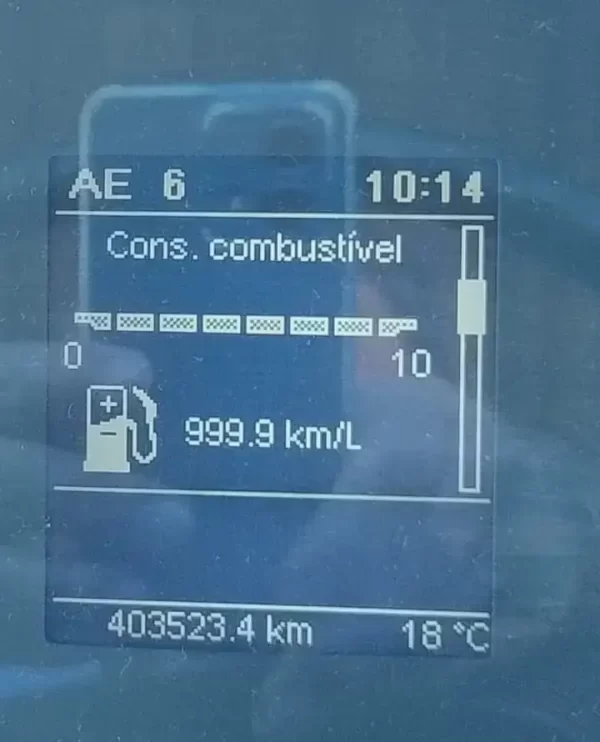 AE 6 10:14
Cons. combustível
0 10
+
-
999.9 km/L
403523.4 km 18 °C